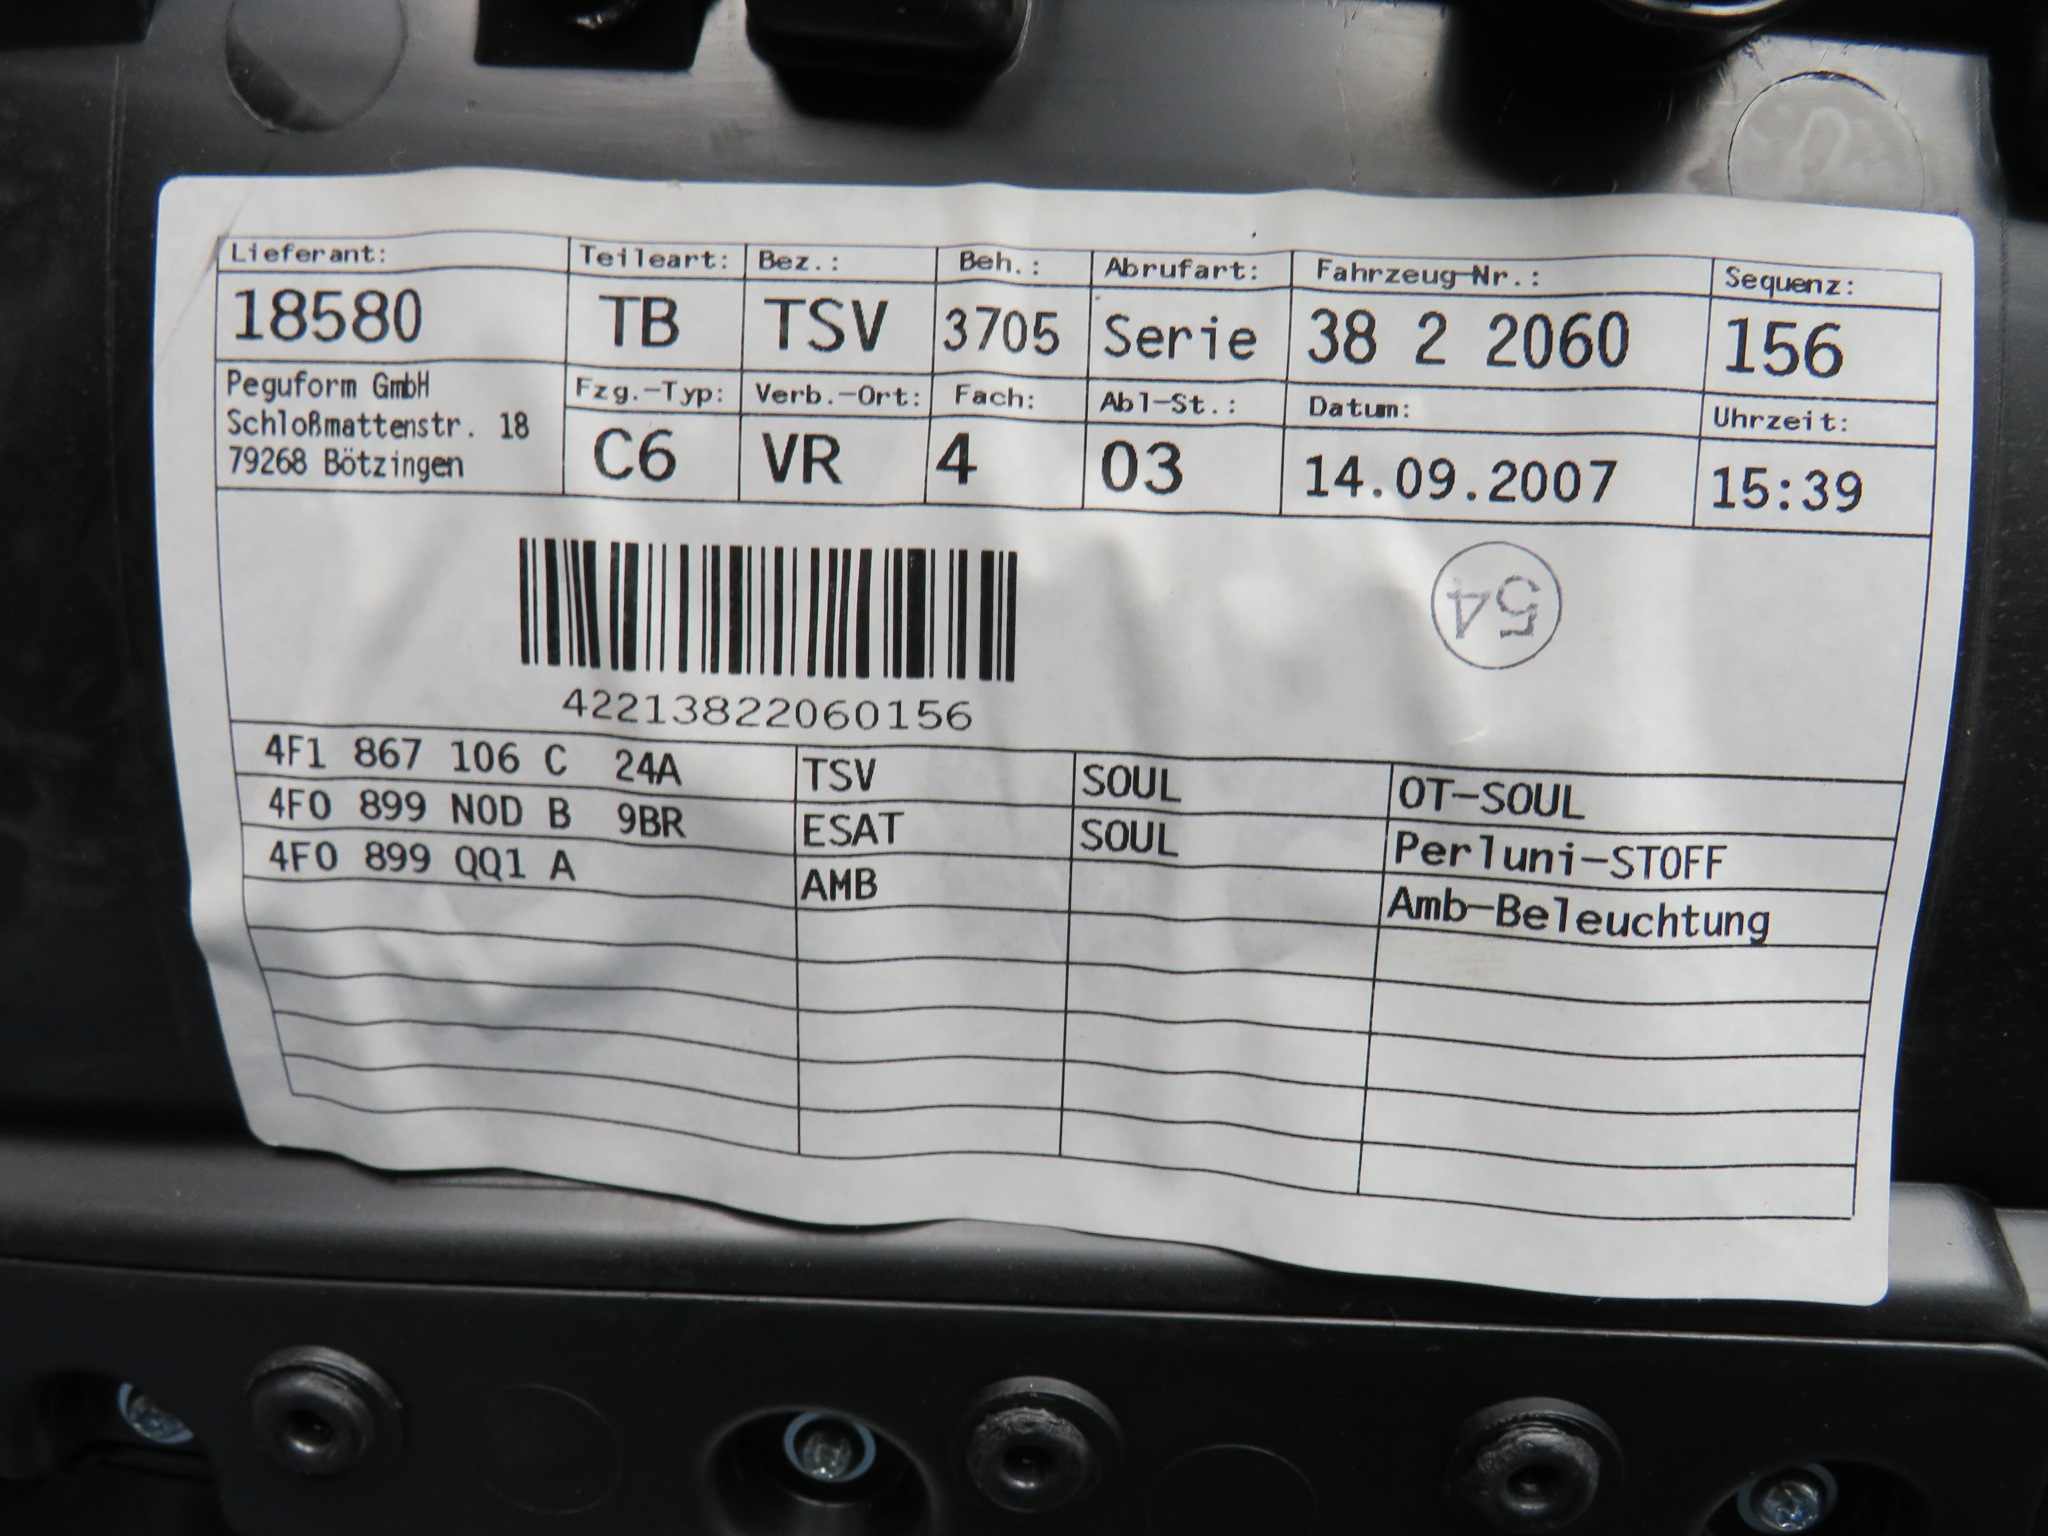 Lieferant: Teileart: Bez.: Beh.: Abrufart: Fahrzeug-Nr.: Sequenz:
18580 TB TSV 3705 Serie 38 2 2060 156
Peguform GmbH Fzg.-Typ: Verb.-Ort: Fach: Abl-St.: Datum: Uhrzeit:
Schloßmattenstr. 18
79268 Bötzingen C6 VR 4 03 14.09.2007 15:39
54
42213822060156
4F1 867 106 C 24A TSV SOUL OT-SOUL
4F0 899 N0D B 9BR ESAT SOUL Perluni-STOFF
4F0 899 QQ1 A AMB Amb-Beleuchtung